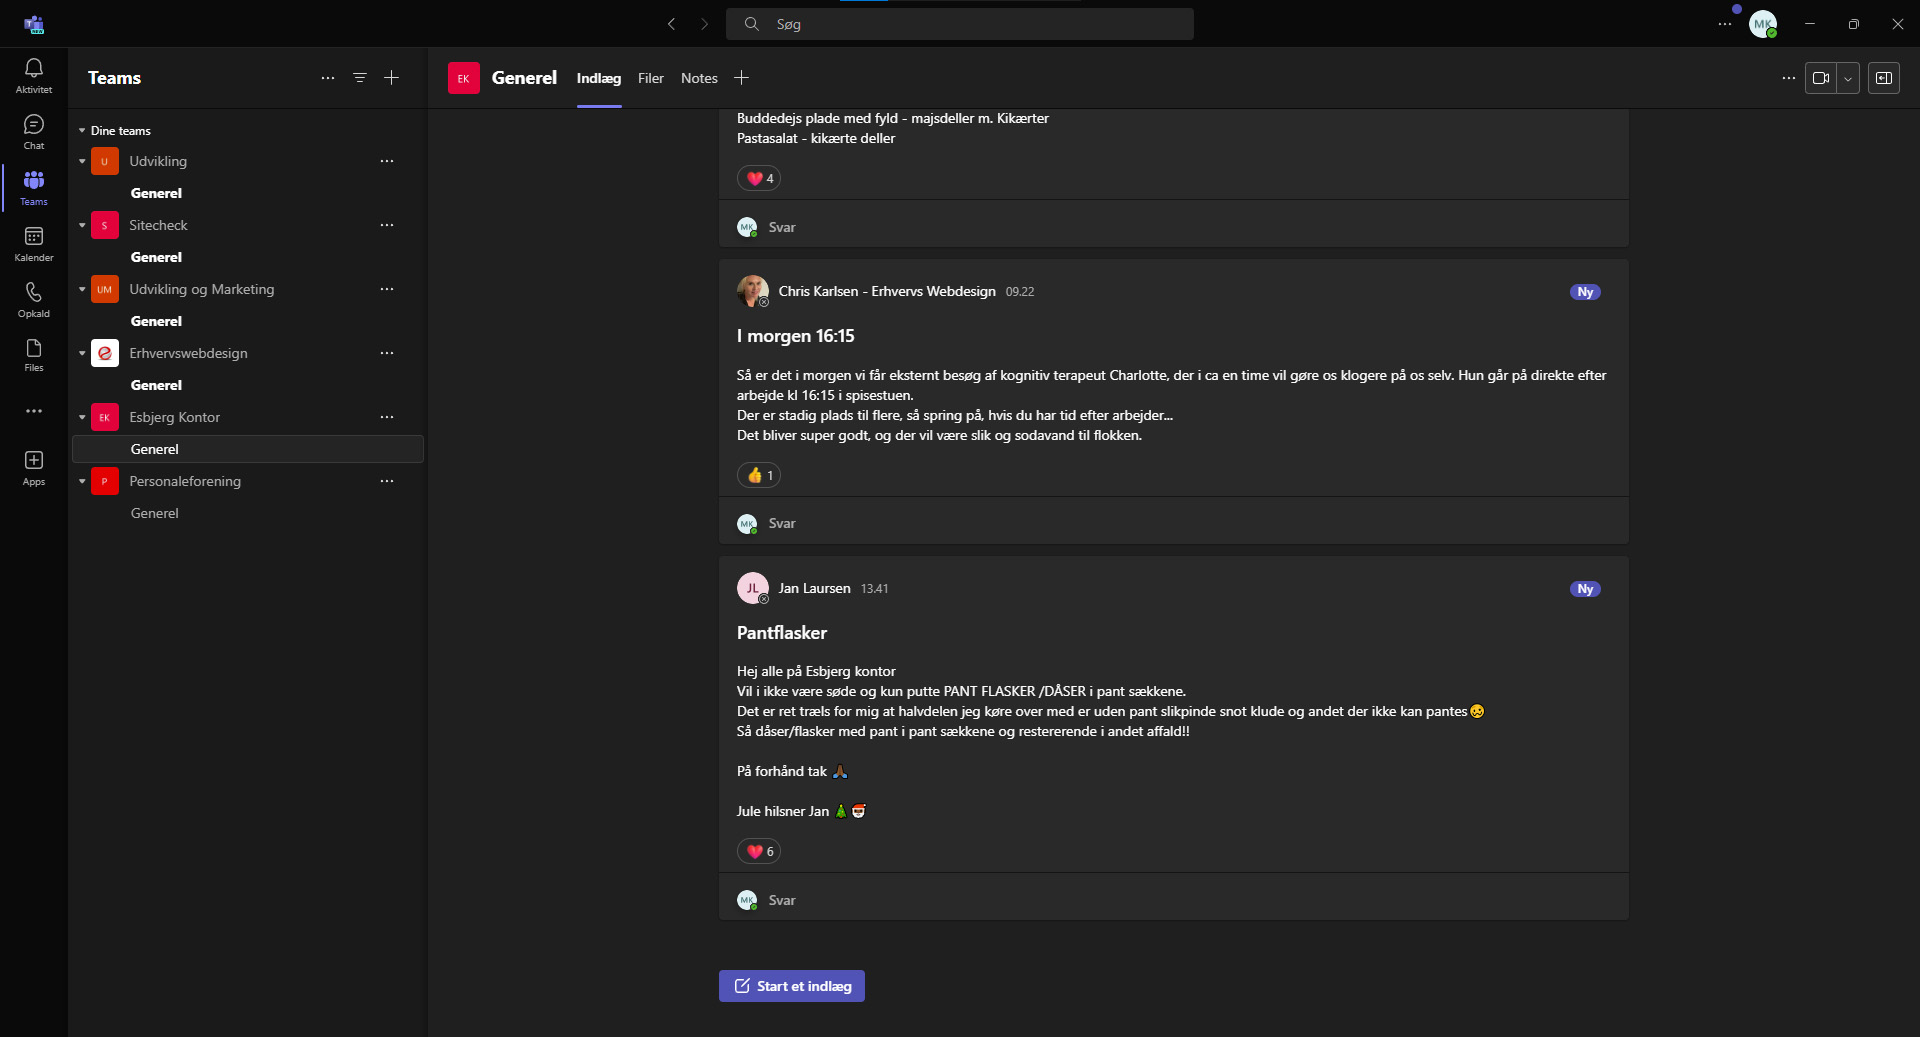 Søg
MK
Aktivitet
Chat
Teams
Kalender
Opkald
Files
Apps
Teams
Dine teams
U Udvikling
Generel
S Sitecheck
Generel
UM Udvikling og Marketing
Generel
Erhvervswebdesign
Generel
EK Esbjerg Kontor
Generel
P Personaleforening
Generel
EK Generel Indlæg Filer Notes
Buddedejs plade med fyld - majsdeller m. Kikærter
Pastasalat - kikærte deller
4
MK Svar
Chris Karlsen - Erhvervs Webdesign 09.22 Ny
I morgen 16:15
Så er det i morgen vi får eksternt besøg af kognitiv terapeut Charlotte, der i ca en time vil gøre os klogere på os selv. Hun går på direkte efter
arbejde kl 16:15 i spisestuen.
Der er stadig plads til flere, så spring på, hvis du har tid efter arbejder...
Det bliver super godt, og der vil være slik og sodavand til flokken.
👍 1
MK Svar
JL Jan Laursen 13.41 Ny
Pantflasker
Hej alle på Esbjerg kontor
Vil i ikke være søde og kun putte PANT FLASKER /DÅSER i pant sækkene.
Det er ret træls for mig at halvdelen jeg køre over med er uden pant slikpinde snot klude og andet der ikke kan pantes🥲
Så dåser/flasker med pant i pant sækkene og restererende i andet affald!!
På forhånd tak 🙏🏿
Jule hilsner Jan 🎄🎅🏿
6
MK Svar
Start et indlæg